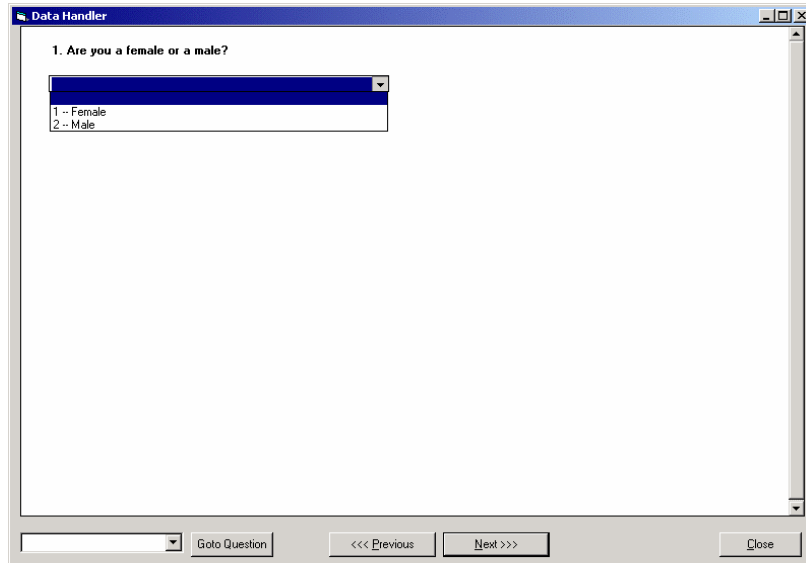 Data Handler
1. Are you a female or a male?
1 -- Female
2 -- Male
Goto Question
<<< Previous
Next >>>
Close